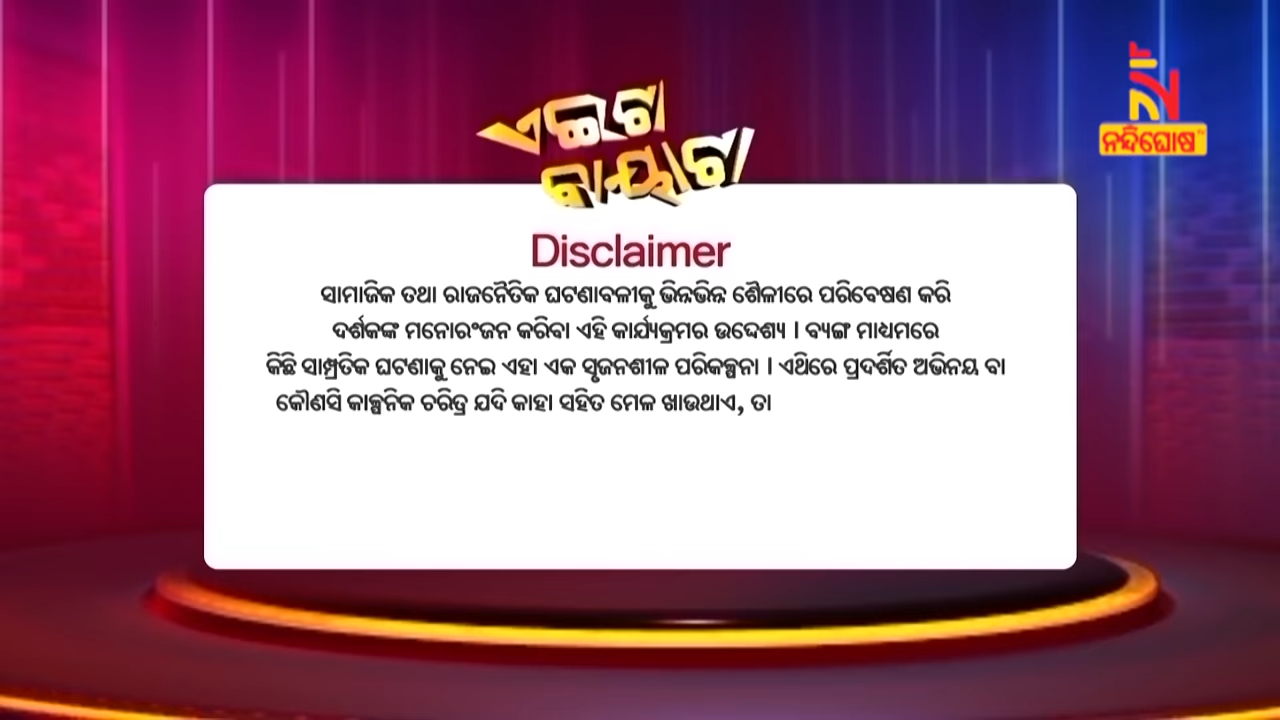 ନନ୍ଦିଘୋଷ
ଏଇଟା
କାୟାଟା
Disclaimer
ସାମାଜିକ ତଥା ରାଜନୈତିକ ଘଟଣାବଳୀକୁ ଭିନ୍ନଭିନ୍ନ ଶୈଳୀରେ ପରିବେଷଣ କରି
ଦର୍ଶକଙ୍କ ମନୋରଂଜନ କରିବା ଏହି କାର୍ଯ୍ୟକ୍ରମର ଉଦ୍ଦେଶ୍ୟ । ବ୍ୟଙ୍ଗ ମାଧ୍ୟମରେ
କିଛି ସାମ୍ପ୍ରତିକ ଘଟଣାକୁ ନେଇ ଏହା ଏକ ସୃଜନଶୀଳ ପରିକଳ୍ପନା । ଏଥିରେ ପ୍ରଦର୍ଶିତ ଅଭିନୟ ବା
କୌଣସି କାଳ୍ପନିକ ଚରିତ୍ର ଯଦି କାହା ସହିତ ମେଳ ଖାଉଥାଏ, ତା